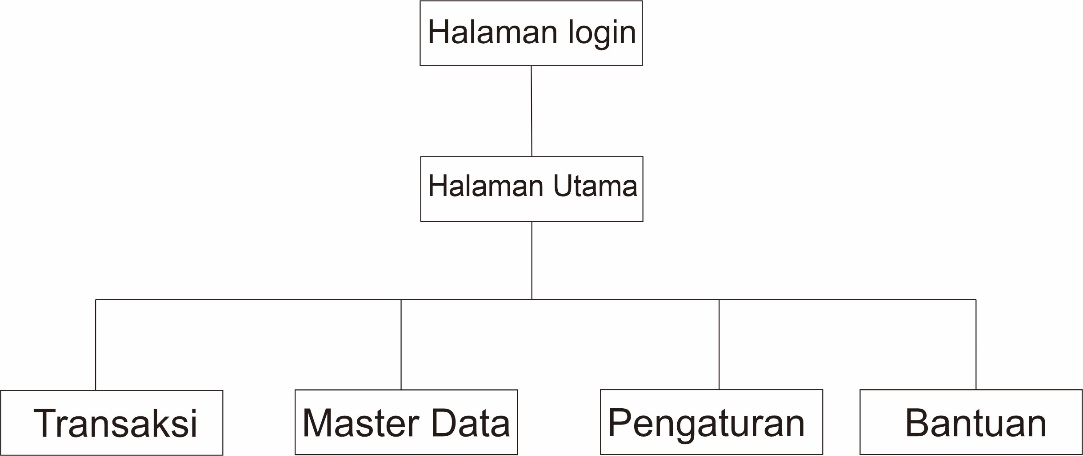 Halaman login
Halaman Utama
Transaksi
Master Data
Pengaturan
Bantuan